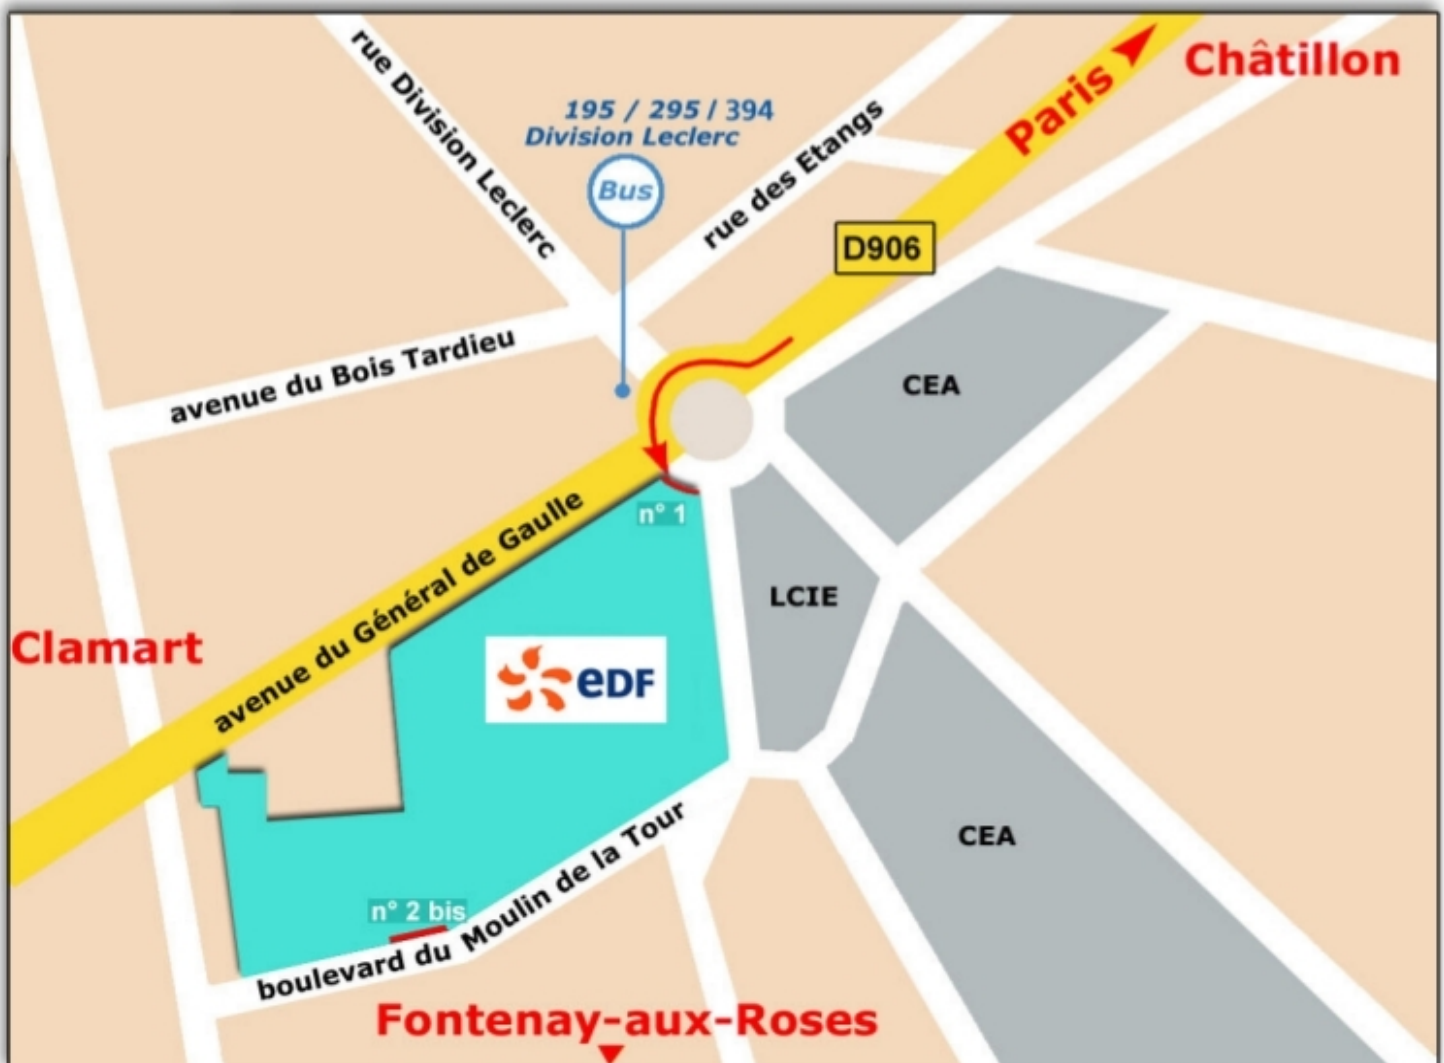 Châtillon
rue Division Leclerc
195 / 295 / 394
Division Leclerc
Bus
rue des Etangs
Paris
D906
avenue du Bois Tardieu
CEA
n° 1
avenue du Général de Gaulle
LCIE
Clamart
eDF
CEA
n° 2 bis
boulevard du Moulin de la Tour
Fontenay-aux-Roses